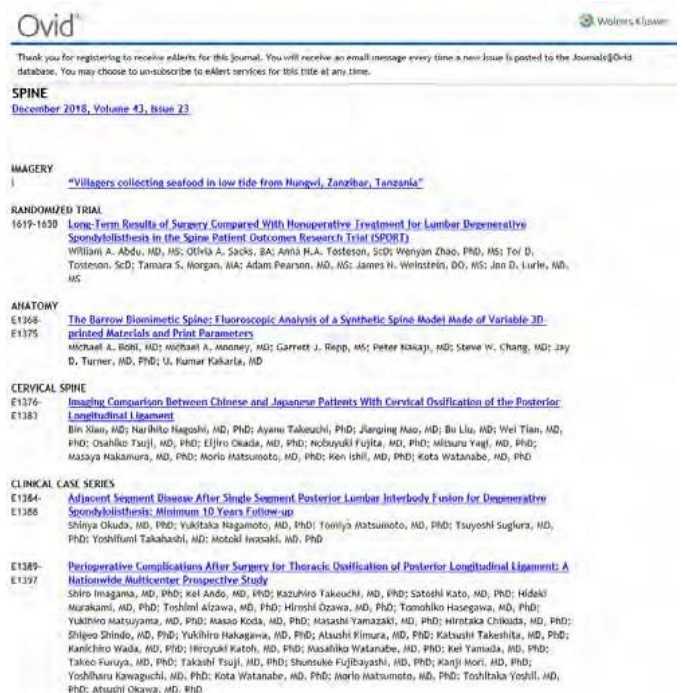 Ovid®
Wolters Kluwer
Thank you for registering to receive eAlerts for this journal. You will receive an email message every time a new issue is posted to the Journals@Ovid
database. You may choose to un-subscribe to eAlert services for this title at any time.
SPINE
December 2018, Volume 43, Issue 23
IMAGERY
i "Villagers collecting seafood in low tide from Nungwi, Zanzibar, Tanzania"
RANDOMIZED TRIAL
1619-1630 Long-Term Results of Surgery Compared With Nonoperative Treatment for Lumbar Degenerative
Spondylolisthesis in the Spine Patient Outcomes Research Trial (SPORT)
William A. Abdu, MD, MS; Olivia A. Sacks, BA; Anna N.A. Tosteson, ScD; Wenyan Zhao, PhD, MS; Tor D.
Tosteson, ScD; Tamara S. Morgan, MA; Adam Pearson, MD, MS; James N. Weinstein, DO, MS; Jon D. Lurie, MD,
MS
ANATOMY
E1368- The Barrow Biomimetic Spine: Fluoroscopic Analysis of a Synthetic Spine Model Made of Variable 3D-
E1375 printed Materials and Print Parameters
Michael A. Bohl, MD; Michael A. Mooney, MD; Garrett J. Repp, MS; Peter Nakaji, MD; Steve W. Chang, MD; Jay
D. Turner, MD, PhD; U. Kumar Kakarla, MD
CERVICAL SPINE
E1376- Imaging Comparison Between Chinese and Japanese Patients With Cervical Ossification of the Posterior
E1383 Longitudinal Ligament
Bin Xian, MD; Narihito Nagoshi, MD, PhD; Ayano Takeuchi, PhD; Jianping Mao, MD; Bo Liu, MD; Wei Tian, MD,
PhD; Osahiko Tsuji, MD, PhD; Eijiro Okada, MD, PhD; Nobuyuki Fujita, MD, PhD; Mitsuru Yagi, MD, PhD;
Masaya Nakamura, MD, PhD; Morio Matsumoto, MD, PhD; Ken Ishii, MD, PhD; Kota Watanabe, MD, PhD
CLINICAL CASE SERIES
E1384- Adjacent Segment Disease After Single Segment Posterior Lumbar Interbody Fusion for Degenerative
E1388 Spondylolisthesis: Minimum 10 Years Follow-up
Shinya Okuda, MD, PhD; Yukitaka Nagamoto, MD, PhD; Tomiya Matsumoto, MD, PhD; Tsuyoshi Sugiura, MD,
PhD; Yoshifumi Takahashi, MD; Motoki Iwasaki, MD, PhD
E1389- Perioperative Complications After Surgery for Thoracic Ossification of Posterior Longitudinal Ligament: A
E1397 Nationwide Multicenter Prospective Study
Shiro Imagama, MD, PhD; Kei Ando, MD, PhD; Kazuhiro Takeuchi, MD, PhD; Satoshi Kato, MD, PhD; Hideki
Murakami, MD, PhD; Toshimi Aizawa, MD, PhD; Hiroshi Ozawa, MD, PhD; Tomohiko Hasegawa, MD, PhD;
Yukihiro Matsuyama, MD, PhD; Masao Koda, MD, PhD; Masashi Yamazaki, MD, PhD; Hirotaka Chikuda, MD, PhD;
Shigeo Shindo, MD, PhD; Yukihiro Nakagawa, MD, PhD; Atsushi Kimura, MD, PhD; Katsushi Takeshita, MD, PhD;
Kanichiro Wada, MD, PhD; Hiroyuki Katoh, MD, PhD; Masahiko Watanabe, MD, PhD; Kei Yamada, MD, PhD;
Takeo Furuya, MD, PhD; Takashi Tsuji, MD, PhD; Shunsuke Fujibayashi, MD, PhD; Kanji Mori, MD, PhD;
Yoshiharu Kawaguchi, MD, PhD; Kota Watanabe, MD, PhD; Morio Matsumoto, MD, PhD; Toshitaka Yoshii, MD,
PhD; Atsushi Okawa, MD, PhD